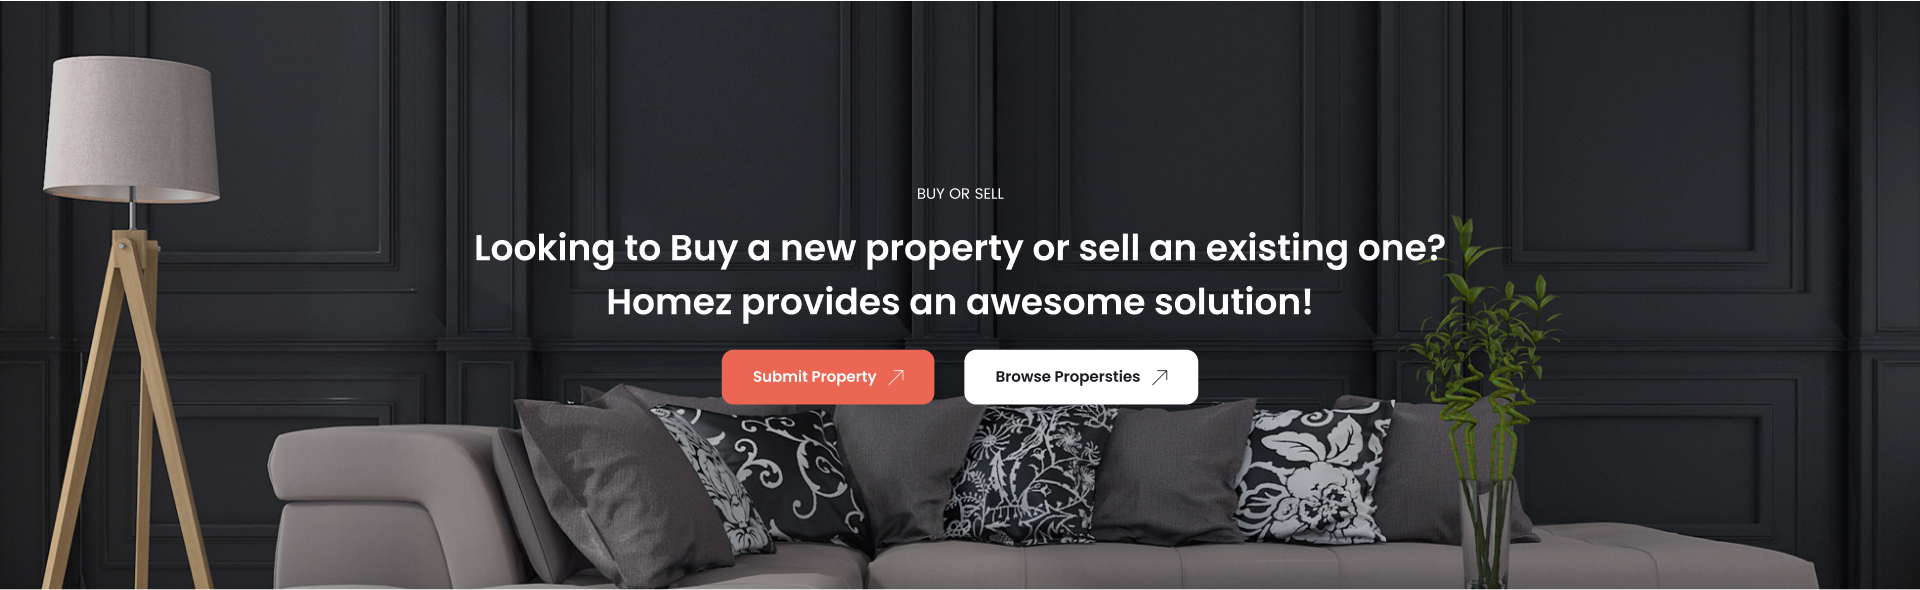 BUY OR SELL
Looking to Buy a new property or sell an existing one?
Homez provides an awesome solution!
Submit Property
Browse Propersties